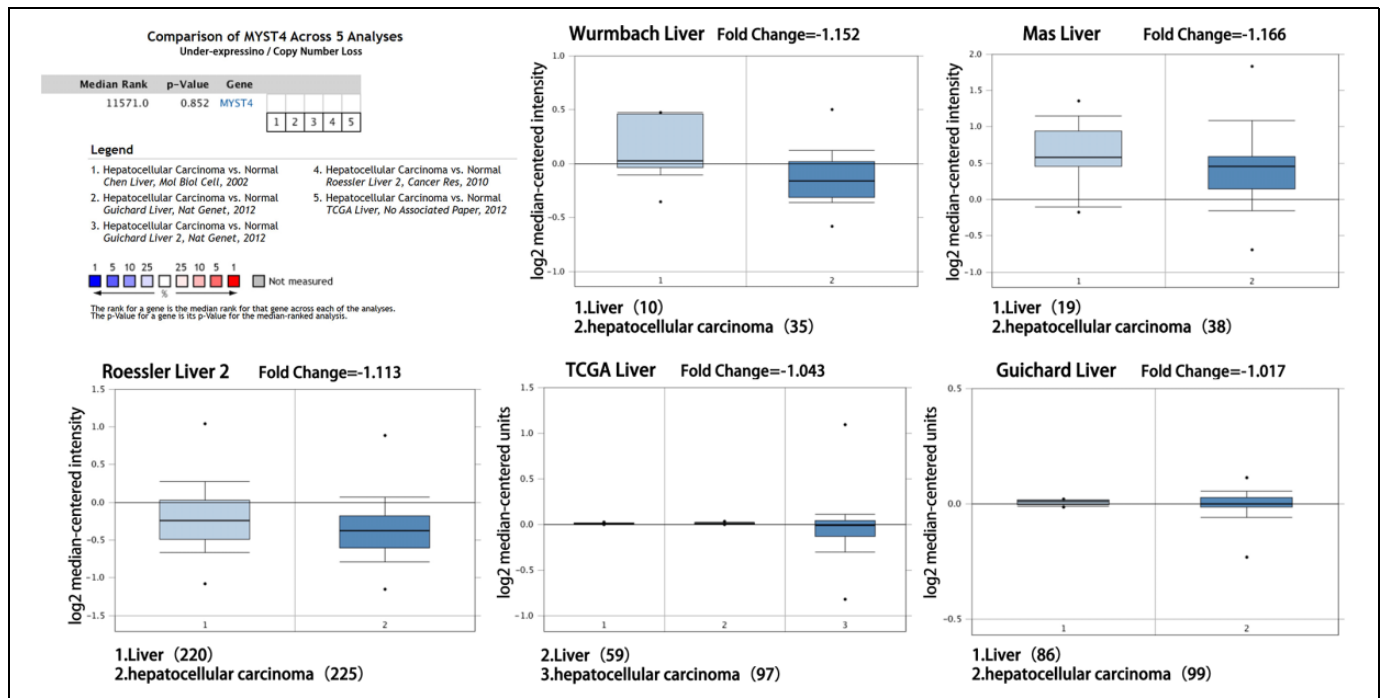 Comparison of MYST4 Across 5 Analyses
Under-expressino / Copy Number Loss
Median Rank p-Value Gene
11571.0 0.852 MYST4
1 2 3 4 5
Legend
1. Hepatocellular Carcinoma vs. Normal
Chen Liver, Mol Biol Cell, 2002
2. Hepatocellular Carcinoma vs. Normal
Guichard Liver, Nat Genet, 2012
3. Hepatocellular Carcinoma vs. Normal
Guichard Liver 2, Nat Genet, 2012
4. Hepatocellular Carcinoma vs. Normal
Roessler Liver 2, Cancer Res, 2010
5. Hepatocellular Carcinoma vs. Normal
TCGA Liver, No Associated Paper, 2012
1 5 10 25 25 10 5 1
Not measured
%
The rank for a gene is the median rank for that gene across each of the analyses.
The p-Value for a gene is its p-Value for the median-ranked analysis.
Wurmbach Liver Fold Change=-1.152
log2 median-centered intensity
1.0
0.5
0.0
-0.5
-1.0
1 2
1.Liver（10）
2.hepatocellular carcinoma（35）
Mas Liver Fold Change=-1.166
log2 median-centered intensity
2.0
1.5
1.0
0.5
0.0
-0.5
-1.0
1 2
1.Liver（19）
2.hepatocellular carcinoma（38）
Roessler Liver 2 Fold Change=-1.113
log2 median-centered intensity
1.5
1.0
0.5
0.0
-0.5
-1.0
-1.5
1 2
1.Liver（220）
2.hepatocellular carcinoma（225）
TCGA Liver Fold Change=-1.043
log2 median-centered units
1.5
1.0
0.5
0.0
-0.5
-1.0
1 2 3
2.Liver（59）
3.hepatocellular carcinoma（97）
Guichard Liver Fold Change=-1.017
log2 median-centered units
0.5
0.0
-0.5
1 2
1.Liver（86）
2.hepatocellular carcinoma（99）